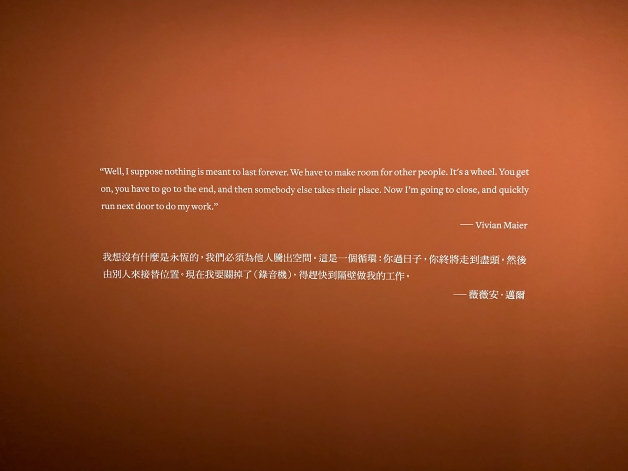 “Well, I suppose nothing is meant to last forever. We have to make room for other people. It's a wheel. You get
on, you have to go to the end, and then somebody else takes their place. Now I'm going to close, and quickly
run next door to do my work.”
── Vivian Maier
我想沒有什麼是永恆的，我們必須為他人騰出空間。這是一個循環：你過日子，你終將走到盡頭，然後
由別人來接替位置。現在我要關掉了（錄音機），得趕快到隔壁做我的工作。
── 薇薇安·邁爾